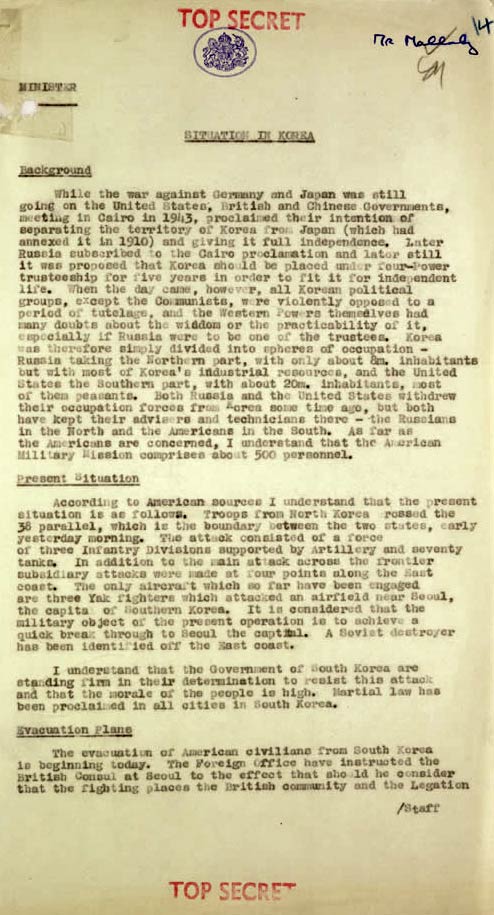 TOP SECRET
14
Mr
MINISTER
SITUATION IN KOREA
Background
While the war against Germany and Japan was still
going on the United States, British and Chinese Governments,
meeting in Cairo in 1943, proclaimed their intention of
separating the territory of Korea from Japan (which had
annexed it in 1910) and giving it full independence. Later
Russia subscribed to the Cairo proclamation and later still
it was proposed that Korea should be placed under four-Power
trusteeship for five years in order to fit it for independent
life. When the day came, however, all Korean political
groups, except the Communists, were violently opposed to a
period of tutelage, and the Western Powers themselves had
many doubts about the wisdom or the practicability of it,
especially if Russia were to be one of the trustees. Korea
was therefore simply divided into spheres of occupation -
Russia taking the Northern part, with only about 8m. inhabitants
but with most of Korea's industrial resources, and the United
States the Southern part, with about 20m. inhabitants, most
of them peasants. Both Russia and the United States withdrew
their occupation forces from Korea some time ago, but both
have kept their advisers and technicians there - the Russians
in the North and the Americans in the South. As far as
the Americans are concerned, I understand that the American
Military Mission comprises about 500 personnel.
Present Situation
According to American sources I understand that the present
situation is as follows. Troops from North Korea crossed the
38 parallel, which is the boundary between the two states, early
yesterday morning. The attack consisted of a force
of three Infantry Divisions supported by Artillery and seventy
tanks. In addition to the main attack across the frontier
subsidiary attacks were made at four points along the East
coast. The only aircraft which so far have been engaged
are three Yak fighters which attacked an airfield near Seoul,
the capital of Southern Korea. It is considered that the
military object of the present operation is to achieve a
quick break through to Seoul the capital. A Soviet destroyer
has been identified off the East coast.
I understand that the Government of South Korea are
standing firm in their determination to resist this attack
and that the morale of the people is high. Martial law has
been proclaimed in all cities in South Korea.
Evacuation Plans
The evacuation of American civilians from South Korea
is beginning today. The Foreign Office have instructed the
British Consul at Seoul to the effect that should he consider
that the fighting places the British community and the Legation
/Staff
TOP SECRET